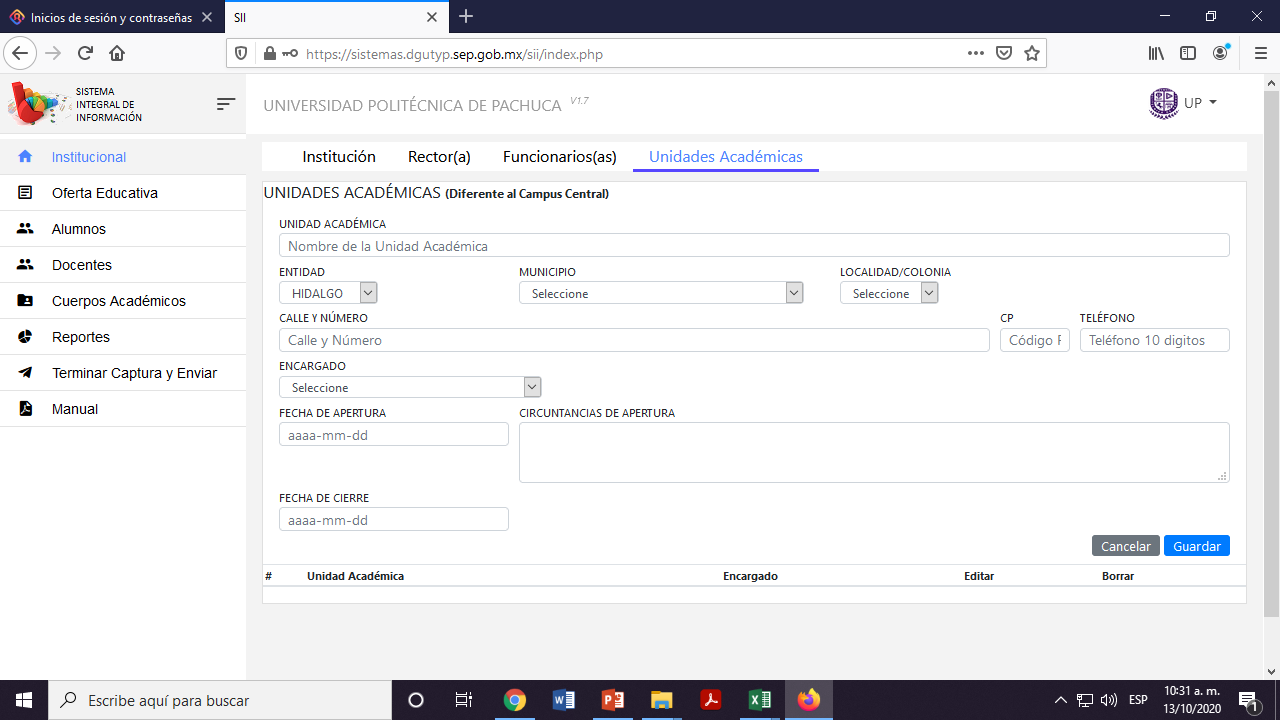 Inicios de sesión y contraseñas
SII
https://sistemas.dgutyp.sep.gob.mx/sii/index.php
SISTEMA
INTEGRAL DE
INFORMACIÓN
UNIVERSIDAD POLITÉCNICA DE PACHUCA V1.7
UP
Institucional
Oferta Educativa
Alumnos
Docentes
Cuerpos Académicos
Reportes
Terminar Captura y Enviar
Manual
Institución Rector(a) Funcionarios(as) Unidades Académicas
UNIDADES ACADÉMICAS (Diferente al Campus Central)
UNIDAD ACADÉMICA
Nombre de la Unidad Académica
ENTIDAD MUNICIPIO LOCALIDAD/COLONIA
HIDALGO Seleccione Seleccione
CALLE Y NÚMERO CP TELÉFONO
Calle y Número Código F Teléfono 10 digitos
ENCARGADO
Seleccione
FECHA DE APERTURA CIRCUNTANCIAS DE APERTURA
aaaa-mm-dd
FECHA DE CIERRE
aaaa-mm-dd
Cancelar Guardar
# Unidad Académica Encargado Editar Borrar
Escribe aquí para buscar
ESP
10:31 a. m.
13/10/2020
1